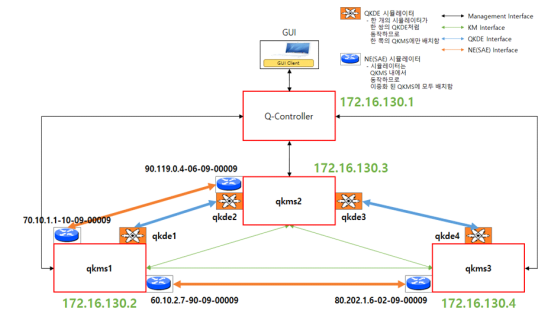 GUI
GUI Client
QKDE 시뮬레이터
- 한 개의 시뮬레이터가
한 쌍의 QKDE처럼
동작하므로
한 쪽의 QKMS에만 배치함
NE(SAE) 시뮬레이터
- 시뮬레이터는
QKMS 내에서
동작하므로
이중화 된 QKMS에 모두 배치함
Management Interface
KM Interface
QKDE Interface
NE(SAE) Interface
172.16.130.1
Q-Controller
90.119.0.4-06-09-00009
172.16.130.3
qkms2
70.10.1.1-10-09-00009
qkde1
qkde2
qkde3
qkde4
qkms1
qkms3
60.10.2.7-90-09-00009
80.202.1.6-02-09-00009
172.16.130.2
172.16.130.4